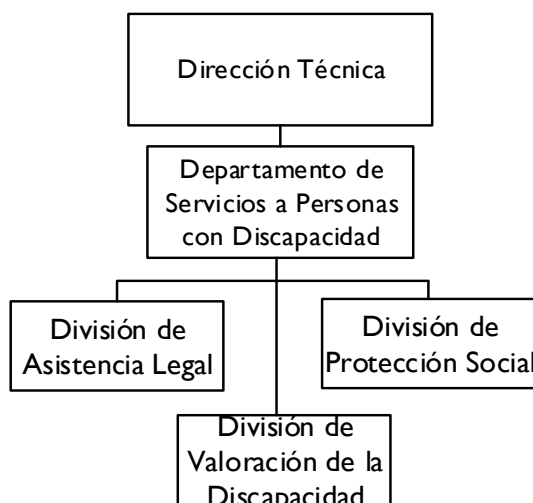 Dirección Técnica
Departamento de
Servicios a Personas
con Discapacidad
División de
Asistencia Legal
División de
Protección Social
División de
Valoración de la
Discapacidad